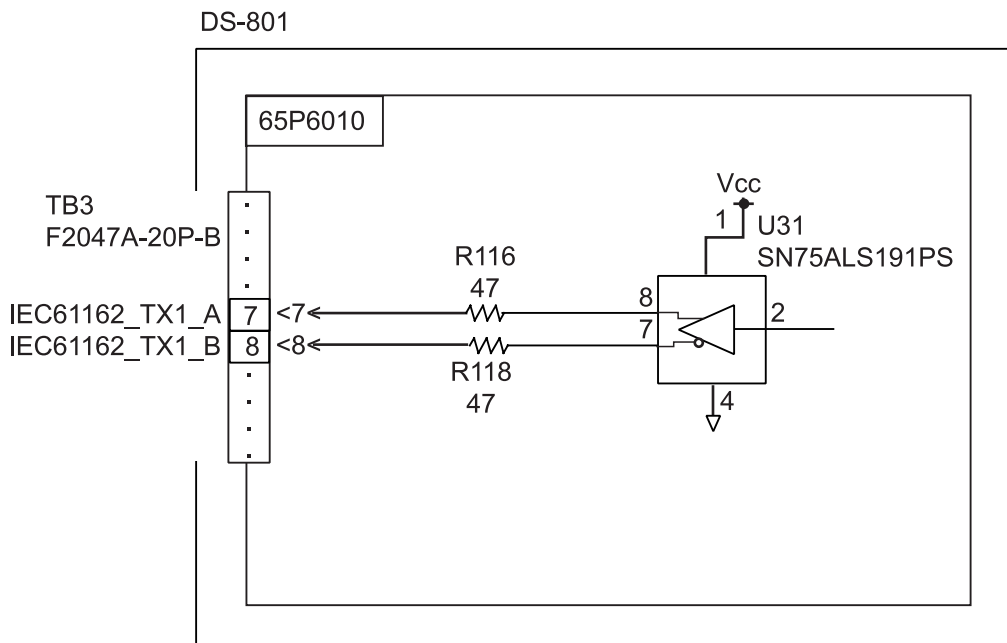 DS-801
65P6010
TB3
F2047A-20P-B
Vcc
1
U31
SN75ALS191PS
R116
47
IEC61162_TX1_A 7 <7<
8
2
IEC61162_TX1_B 8 <8<
7
R118
47
4